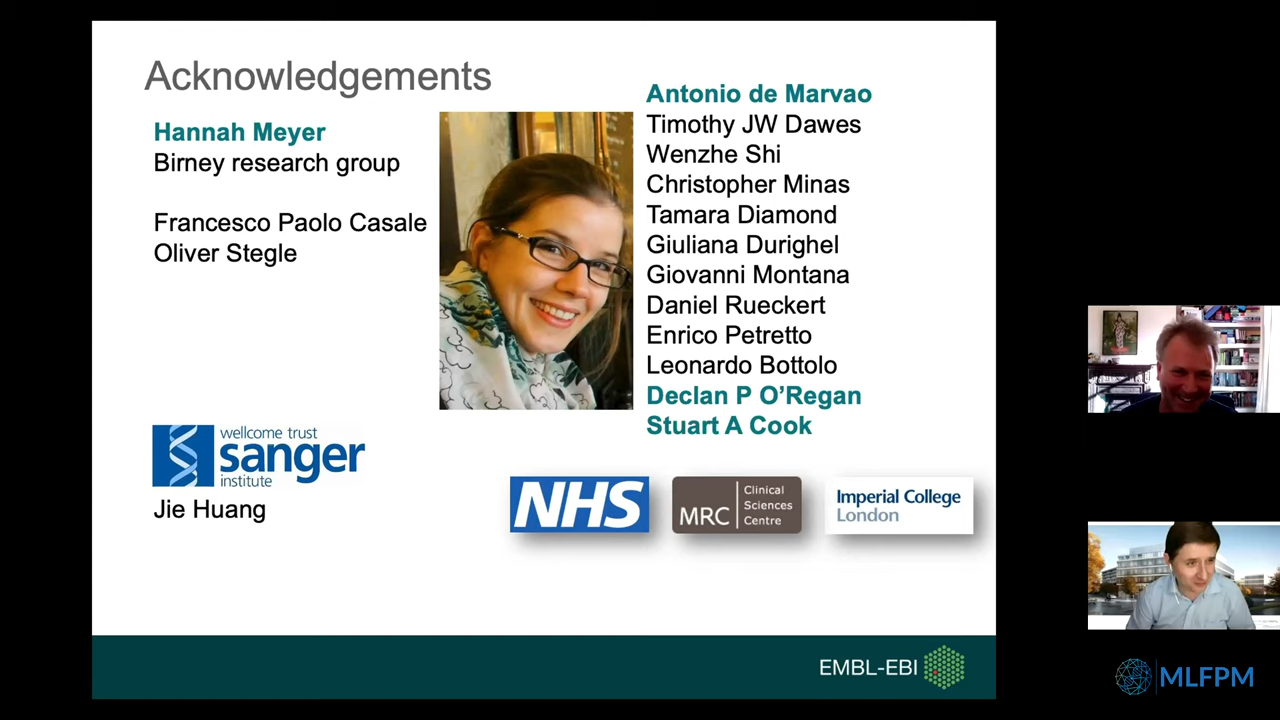 Acknowledgements
Hannah Meyer
Birney research group
Francesco Paolo Casale
Oliver Stegle
wellcome trust
sanger
institute
Jie Huang
Antonio de Marvao
Timothy JW Dawes
Wenzhe Shi
Christopher Minas
Tamara Diamond
Giuliana Durighel
Giovanni Montana
Daniel Rueckert
Enrico Petretto
Leonardo Bottolo
Declan P O’Regan
Stuart A Cook
NHS
MRC
Clinical
Sciences
Centre
Imperial College
London
EMBL-EBI
MLFPM